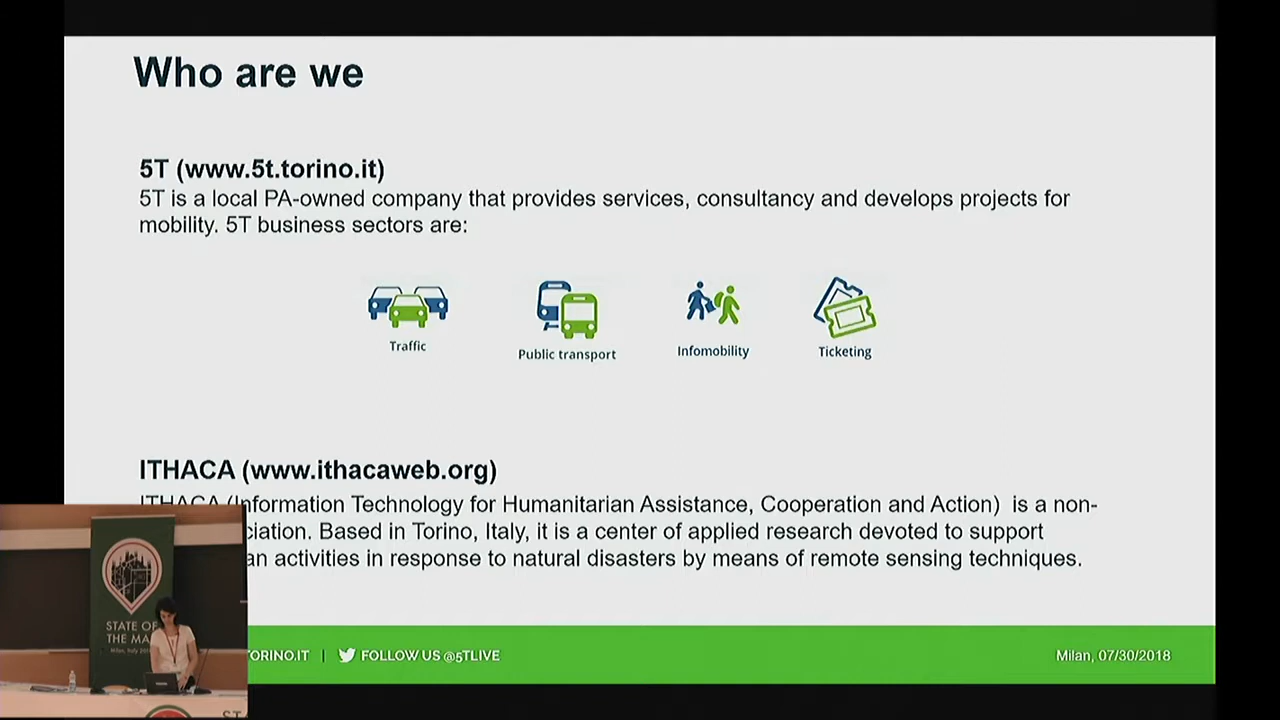 Who are we
5T (www.5t.torino.it)
5T is a local PA-owned company that provides services, consultancy and develops projects for
mobility. 5T business sectors are:
Traffic
Public transport
Infomobility
Ticketing
ITHACA (www.ithacaweb.org)
ITHACA (Information Technology for Humanitarian Assistance, Cooperation and Action) is a non-
Based in Torino, Italy, it is a center of applied research devoted to support
activities in response to natural disasters by means of remote sensing techniques.
STATE OF
THE MA
Milan, Italy
TORINO.IT | FOLLOW US @5TLIVE
Milan, 07/30/2018